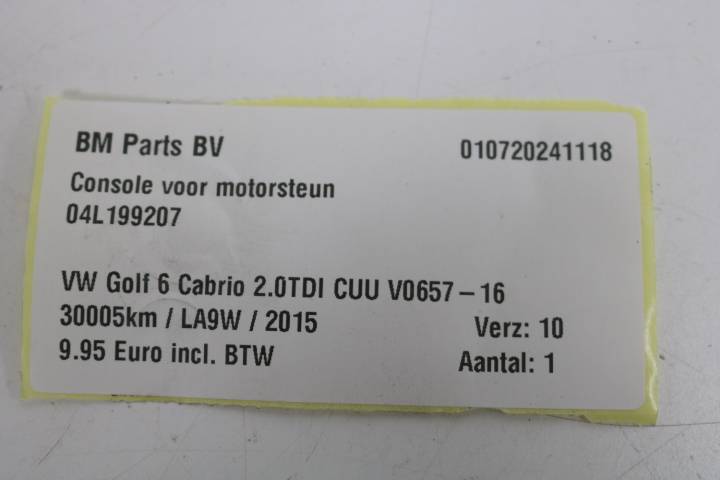 BM Parts BV 010720241118
Console voor motorsteun
04L199207
VW Golf 6 Cabrio 2.0TDI CUU V0657-16
30005km / LA9W / 2015 Verz: 10
9.95 Euro incl. BTW Aantal: 1